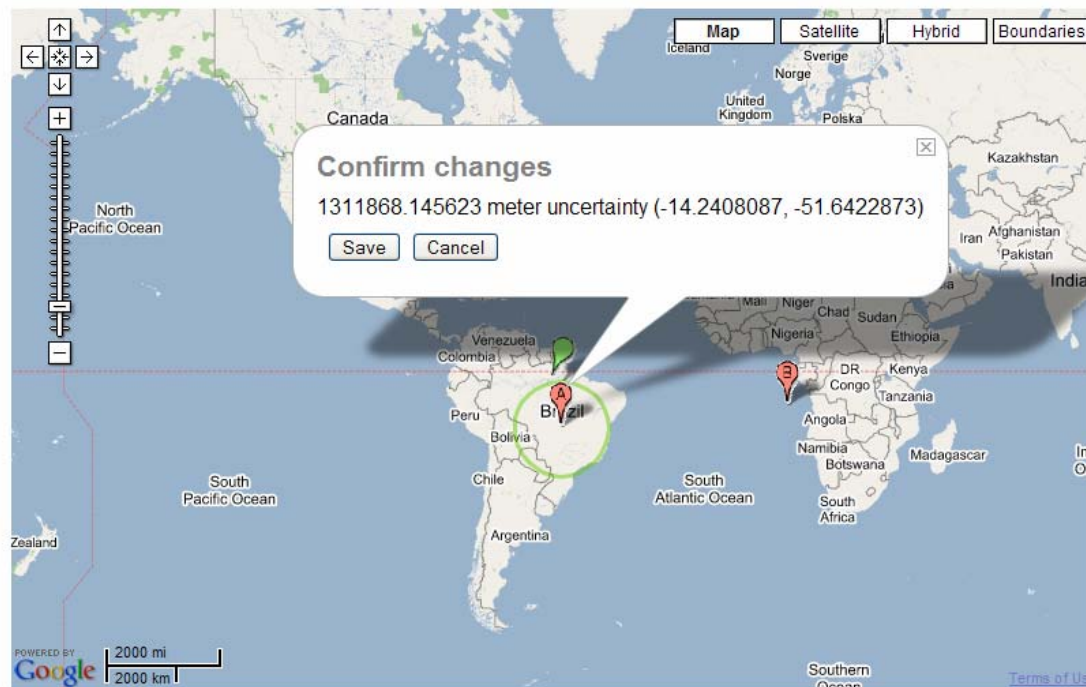 Map
Satellite
Hybrid
Boundaries
Iceland
Sverige
Norge
United
Kingdom
Polska
Canada
Kazakhstan
Confirm changes
1311868.145623 meter uncertainty (-14.2408087, -51.6422873)
Save
Cancel
North
Pacific Ocean
Iran
Afghanistan
Pakistan
India
Mali
Niger
Chad
Sudan
Nigeria
Ethiopia
Venezuela
Colombia
DR
Congo
Kenya
Tanzania
B
A
Brazil
Peru
Bolivia
Angola
Namibia
Botswana
Madagascar
Chile
South
Pacific Ocean
South
Atlantic Ocean
South
Africa
Argentina
Zealand
POWERED BY
Google
2000 mi
2000 km
Southern
Ocean
Terms of Us